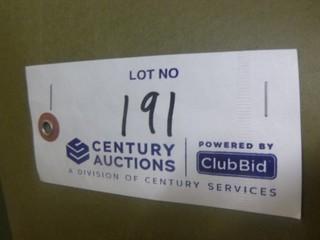 LOT NO
191
CENTURY AUCTIONS
POWERED BY
ClubBid
A DIVISION OF CENTURY SERVICES